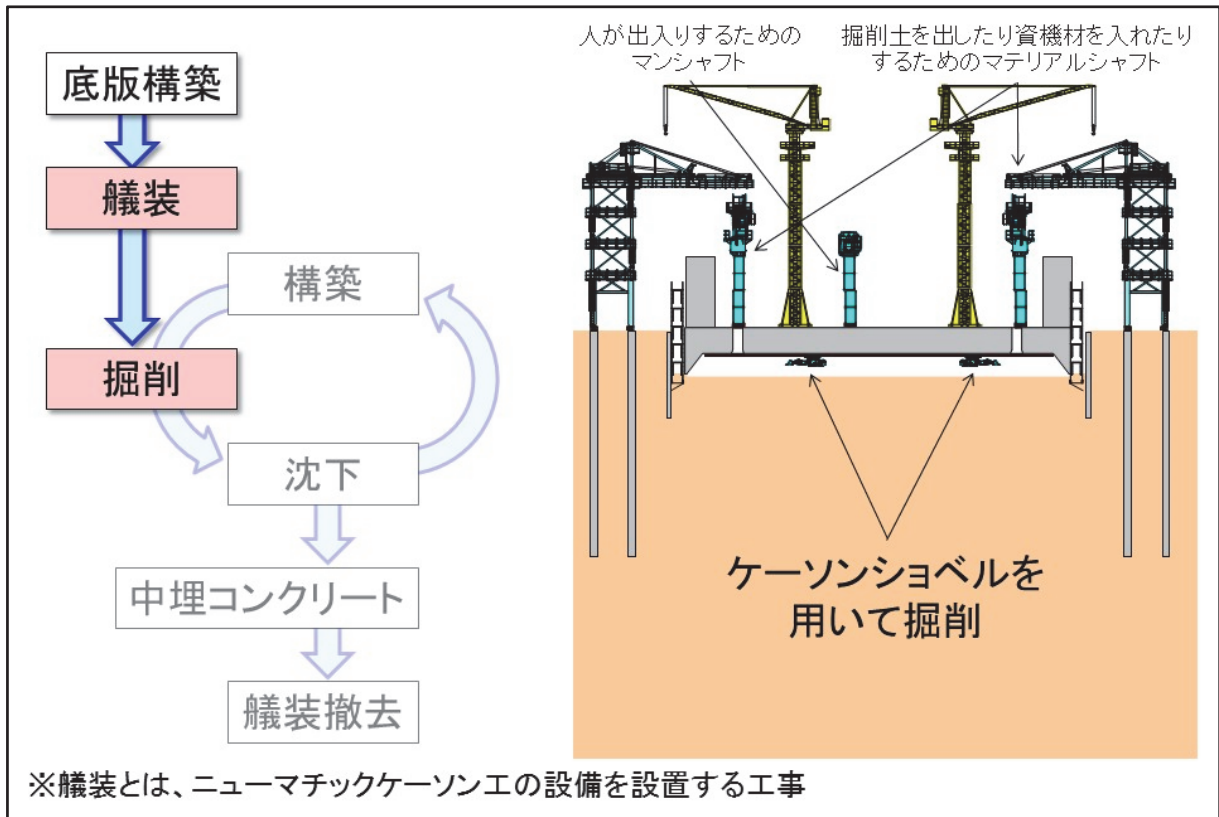 底版構築
艤装
掘削
構築
沈下
中埋コンクリート
艤装撤去
人が出入りするための
マンシャフト
掘削土を出したり資機材を入れたり
するためのマテリアルシャフト
ケーソンショベルを
用いて掘削
※艤装とは、ニューマチックケーソン工の設備を設置する工事